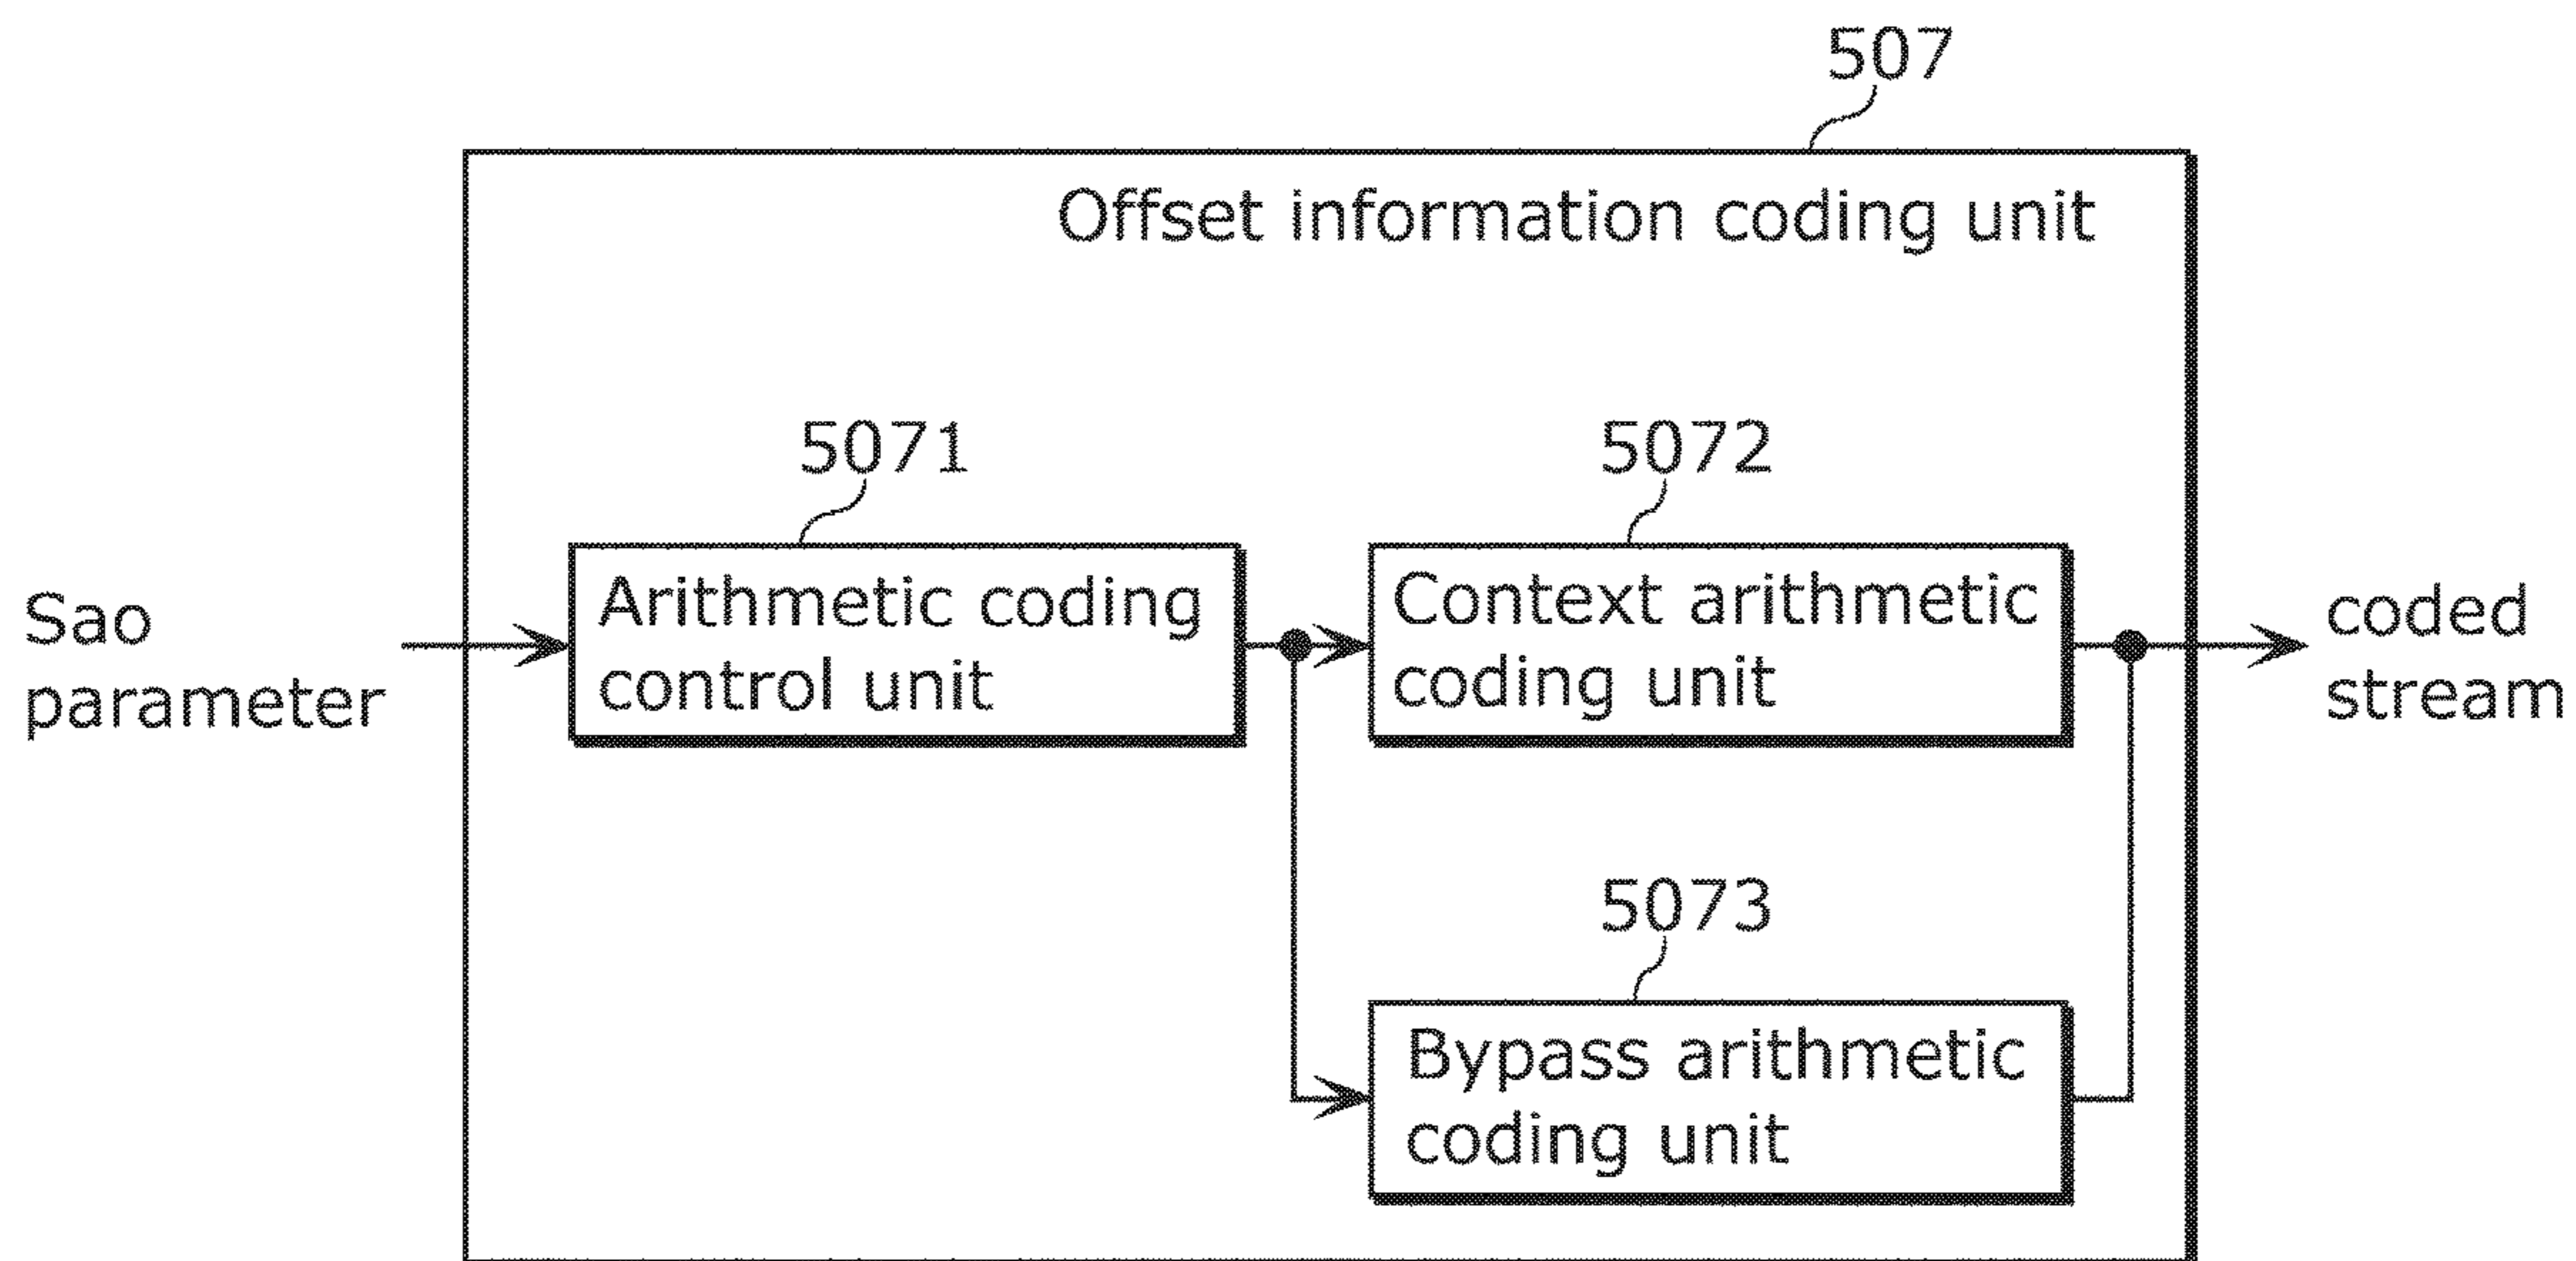 507
Offset information coding unit
5071
5072
Sao
parameter
Arithmetic coding
control unit
Context arithmetic
coding unit
coded
stream
5073
Bypass arithmetic
coding unit